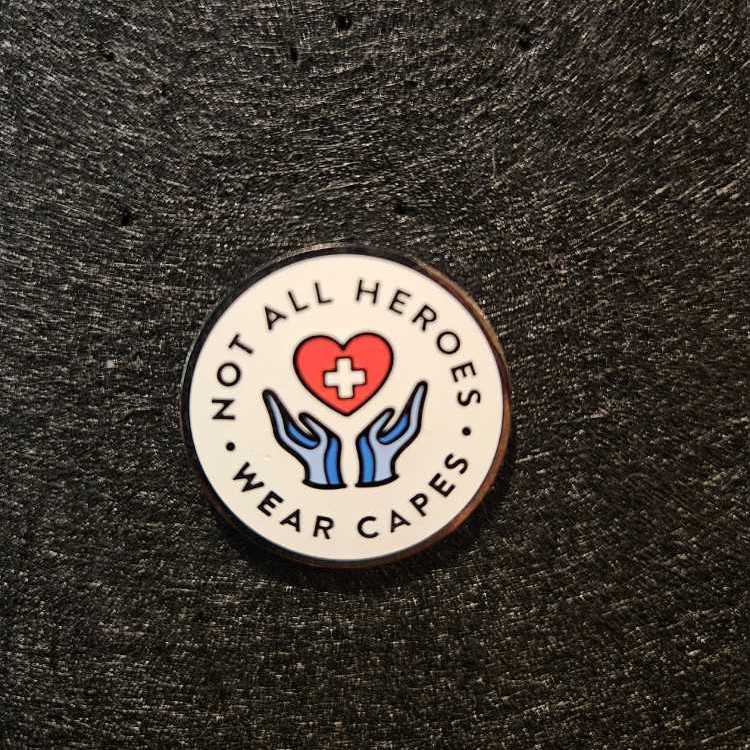 NOT ALL HEROES
• WEAR CAPES •